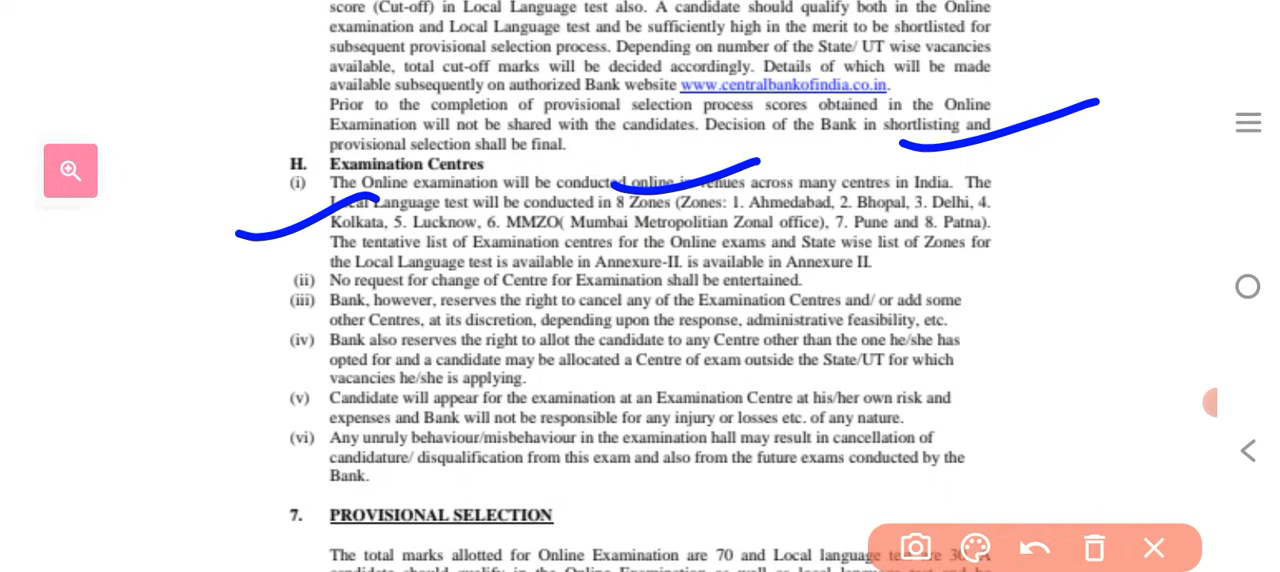 score (Cut-off) in Local Language test also. A candidate should qualify both in the Online
examination and Local Language test and be sufficiently high in the merit to be shortlisted for
subsequent provisional selection process. Depending on number of the State/ UT wise vacancies
available, total cut-off marks will be decided accordingly. Details of which will be made
available subsequently on authorized Bank website www.centralbankofindia.co.in.
Prior to the completion of provisional selection process scores obtained in the Online
Examination will not be shared with the candidates. Decision of the Bank in shortlisting and
provisional selection shall be final.
H. Examination Centres
(i) The Online examination will be conducted online in venues across many centres in India. The
Local Language test will be conducted in 8 Zones (Zones: 1. Ahmedabad, 2. Bhopal, 3. Delhi, 4.
Kolkata, 5. Lucknow, 6. MMZO( Mumbai Metropolitian Zonal office), 7. Pune and 8. Patna).
The tentative list of Examination centres for the Online exams and State wise list of Zones for
the Local Language test is available in Annexure-II. is available in Annexure II.
(ii) No request for change of Centre for Examination shall be entertained.
(iii) Bank, however, reserves the right to cancel any of the Examination Centres and/ or add some
other Centres, at its discretion, depending upon the response, administrative feasibility, etc.
(iv) Bank also reserves the right to allot the candidate to any Centre other than the one he/she has
opted for and a candidate may be allocated a Centre of exam outside the State/UT for which
vacancies he/she is applying.
(v) Candidate will appear for the examination at an Examination Centre at his/her own risk and
expenses and Bank will not be responsible for any injury or losses etc. of any nature.
(vi) Any unruly behaviour/misbehaviour in the examination hall may result in cancellation of
candidature/ disqualification from this exam and also from the future exams conducted by the
Bank.
7. PROVISIONAL SELECTION
The total marks allotted for Online Examination are 70 and Local language